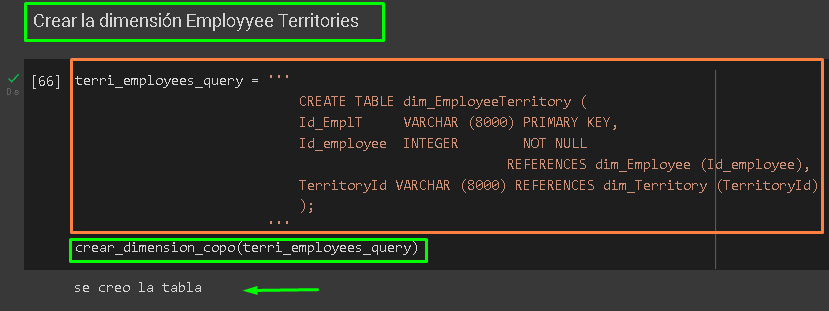 Crear la dimensión Employyee Territories
[66] terri_employees_query = '''
0 s
CREATE TABLE dim_EmployeeTerritory (
Id_EmplT VARCHAR (8000) PRIMARY KEY,
Id_employee INTEGER NOT NULL
REFERENCES dim_Employee (Id_employee),
TerritoryId VARCHAR (8000) REFERENCES dim_Territory (TerritoryId)
);
'''
crear_dimension_copo(terri_employees_query)
se creo la tabla